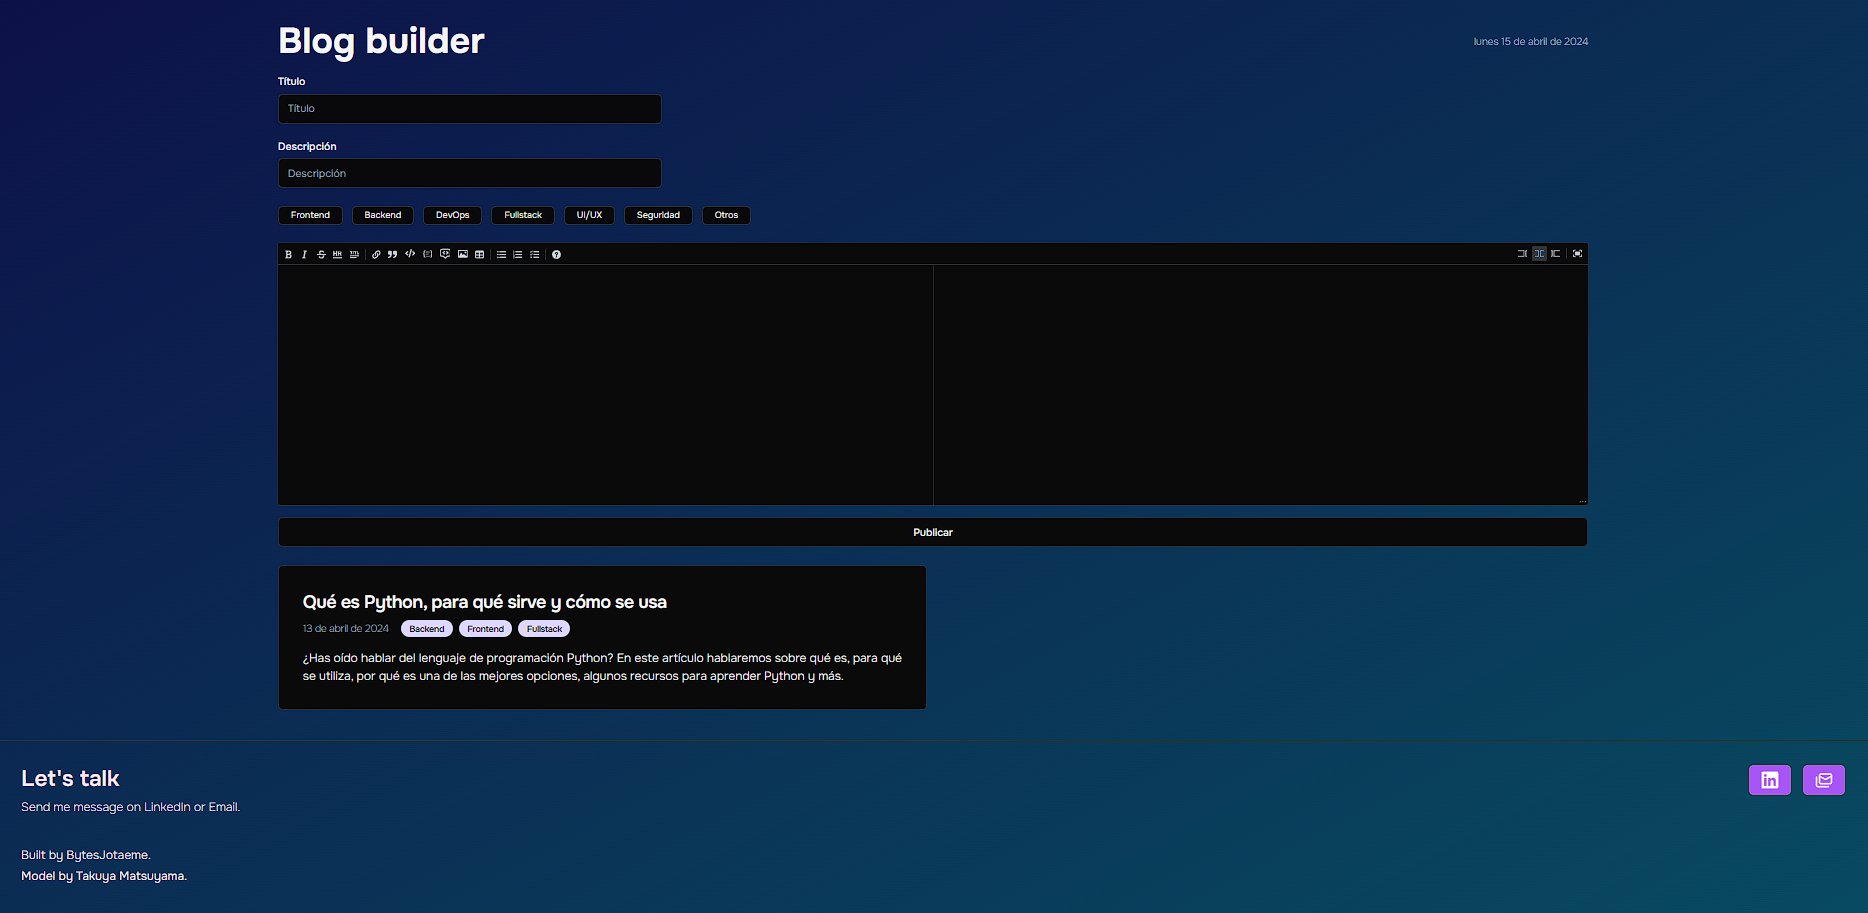 Blog builder
lunes 15 de abril de 2024
Título
Título
Descripción
Descripción
Frontend Backend DevOps Fullstack UI/UX Seguridad Otros
Publicar
Qué es Python, para qué sirve y cómo se usa
13 de abril de 2024 Backend Frontend Fullstack
¿Has oído hablar del lenguaje de programación Python? En este artículo hablaremos sobre qué es, para qué
se utiliza, por qué es una de las mejores opciones, algunos recursos para aprender Python y más.
Let's talk
Send me message on LinkedIn or Email.
Built by BytesJotaeme.
Model by Takuya Matsuyama.